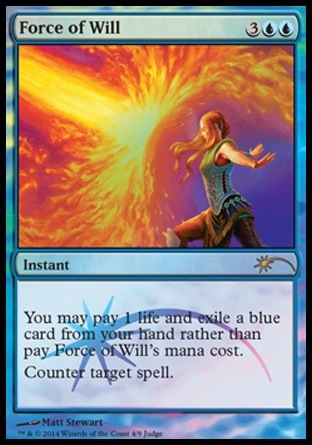 Force of Will 3
Instant
You may pay 1 life and exile a blue
card from your hand rather than
pay Force of Will's mana cost.
Counter target spell.
Matt Stewart
™ & © 2014 Wizards of the Coast 4/9 Judge